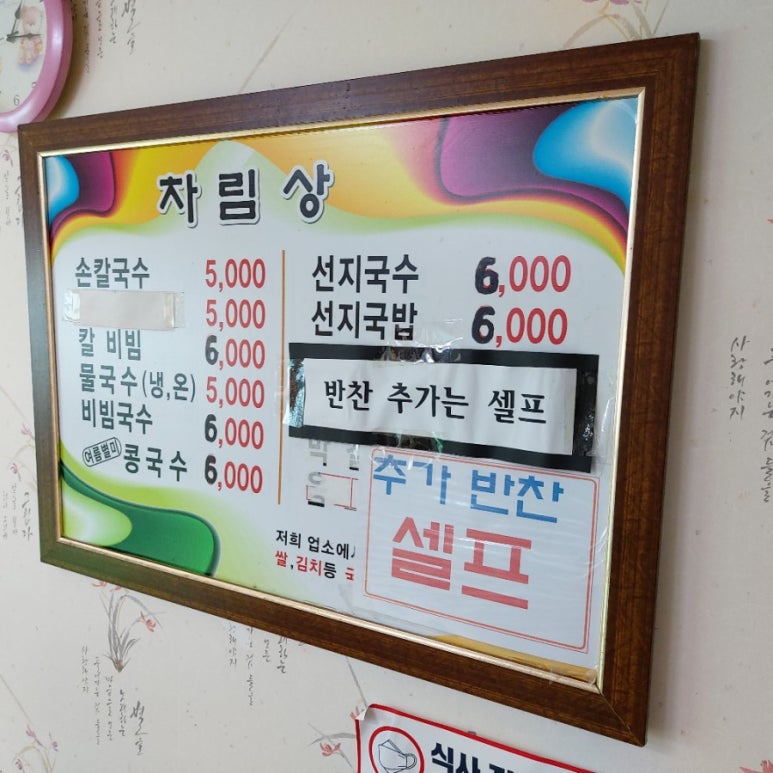 차림상
손칼국수 5,000
5,000
칼 비빔 6,000
물국수(냉,온) 5,000
비빔국수 6,000
여름별미 콩국수 6,000
선지국수 6,000
선지국밥 6,000
반찬 추가는 셀프
추가 반찬
셀프
저희 업소에서
쌀,김치등
식사